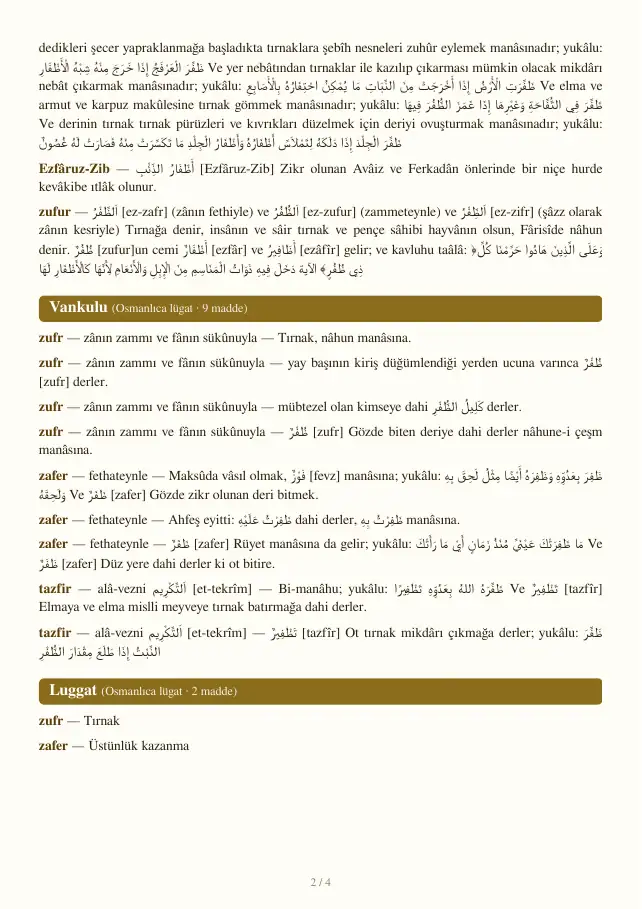 dedikleri şecer yapraklanmağa başladıkta tırnaklara şebîh nesneleri zuhûr eylemek manâsınadır; yukâlu:
ظَفَّرَ الْعَرْفَجُ إِذَا خَرَجَ مِنْهُ شِبْهُ الْأَظْفَارِ Ve yer nebâtından tırnaklar ile kazılıp çıkarması mümkin olacak mikdârı
nebât çıkarmak manâsınadır; yukâlu: ظَفَّرَتِ الْأَرْضُ إِذَا أَخْرَجَتْ مِنَ النَّبَاتِ مَا يُمْكِنُ احْتِفَارُهُ بِالْأَصَابِعِ Ve elma ve
armut ve karpuz makûlesine tırnak gömmek manâsınadır; yukâlu: ظَفَّرَ فِي التُّفَّاحَةِ وَغَيْرِهَا إِذَا غَمَزَ الظُّفُرَ فِيهَا
Ve derinin tırnak tırnak pürüzleri ve kıvrıkları düzelmek için deriyi ovuşturmak manâsınadır; yukâlu:
ظَفَّرَ الْجِلْدَ إِذَا دَلَكَهُ لِتَمْلَاسَّ أَظْفَارُهُ وَأَظْفَارُ الْجِلْدِ مَا تَكَسَّرَتْ مِنْهُ فَصَارَتْ لَهُ غُضُونٌ
Ezfâruz-Zib — أَظْفَارُ الذِّئْبِ [Ezfâruz-Zib] Zikr olunan Avâiz ve Ferkadân önlerinde bir niçe hurde
kevâkibe ıtlâk olunur.
zufur — اَلظَّفْرُ [ez-zafr] (zânın fethiyle) ve اَلظُّفُرُ [ez-zufur] (zammeteynle) ve اَلظِّفْرُ [ez-zifr] (şâzz olarak
zânın kesriyle) Tırnağa denir, insânın ve sâir tırnak ve pençe sâhibi hayvânın olsun, Fârisîde nâhun
denir. ظُفُرٌ [zufur]un cemi أَظْفَارٌ [ezfâr] ve أَظَافِيرُ [ezâfîr] gelir; ve kavluhu taâlâ: ﴿وَعَلَى الَّذِينَ هَادُوا حَرَّمْنَا كُلَّ
ذِي ظُفُرٍ﴾ الآية دَخَلَ فِيهِ ذَوَاتُ الْمَنَاسِمِ مِنَ الْإِبِلِ وَالْأَنْعَامِ لِأَنَّهَا كَالْأَظْفَارِ لَهَا
Vankulu (Osmanlıca lügat · 9 madde)
zufr — zânın zammı ve fânın sükûnuyla — Tırnak, nâhun manâsına.
zufr — zânın zammı ve fânın sükûnuyla — yay başının kiriş düğümlendiği yerden ucuna varınca ظُفْرٌ
[zufr] derler.
zufr — zânın zammı ve fânın sükûnuyla — mübtezel olan kimseye dahi كَلِيلُ الظُّفْرِ derler.
zufr — zânın zammı ve fânın sükûnuyla — ظُفْرٌ [zufr] Gözde biten deriye dahi derler nâhune-i çeşm
manâsına.
zafer — fethateynle — Maksûda vâsıl olmak, فَوْزٌ [fevz] manâsına; yukâlu: ظَفِرَ بِعَدُوِّهِ وَظَفِرَهُ أَيْضًا مِثْلُ لَحِقَ بِهِ
وَلَحِقَهُ Ve ظَفَرٌ [zafer] Gözde zikr olunan deri bitmek.
zafer — fethateynle — Ahfeş eyitti: ظَفِرْتُ عَلَيْهِ dahi derler, ظَفِرْتُ بِهِ manâsına.
zafer — fethateynle — ظَفَرٌ [zafer] Rüyet manâsına da gelir; yukâlu: مَا ظَفِرَتْكَ عَيْنِي مُنْذُ زَمَانٍ أَيْ مَا رَأَتْكَ Ve
ظَفَرٌ [zafer] Düz yere dahi derler ki ot bitire.
tazfir — alâ-vezni اَلتَّكْرِيم [et-tekrîm] — Bi-manâhu; yukâlu: ظَفَّرَهُ اللهُ بِعَدُوِّهِ تَظْفِيرًا Ve تَظْفِيرٌ [tazfîr]
Elmaya ve elma misilli meyveye tırnak batırmağa dahi derler.
tazfir — alâ-vezni اَلتَّكْرِيم [et-tekrîm] — تَظْفِيرٌ [tazfîr] Ot tırnak mikdârı çıkmağa derler; yukâlu: ظَفَّرَ
النَّبْتُ إِذَا طَلَعَ مِقْدَارَ الظُّفْرِ
Luggat (Osmanlıca lügat · 2 madde)
zufr — Tırnak
zafer — Üstünlük kazanma
2 / 4